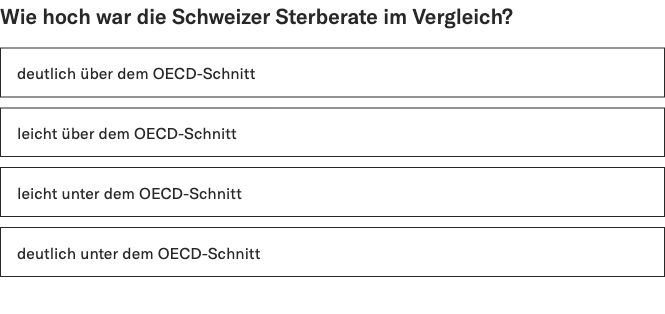 Wie hoch war die Schweizer Sterberate im Vergleich?
deutlich über dem OECD-Schnitt
leicht über dem OECD-Schnitt
leicht unter dem OECD-Schnitt
deutlich unter dem OECD-Schnitt